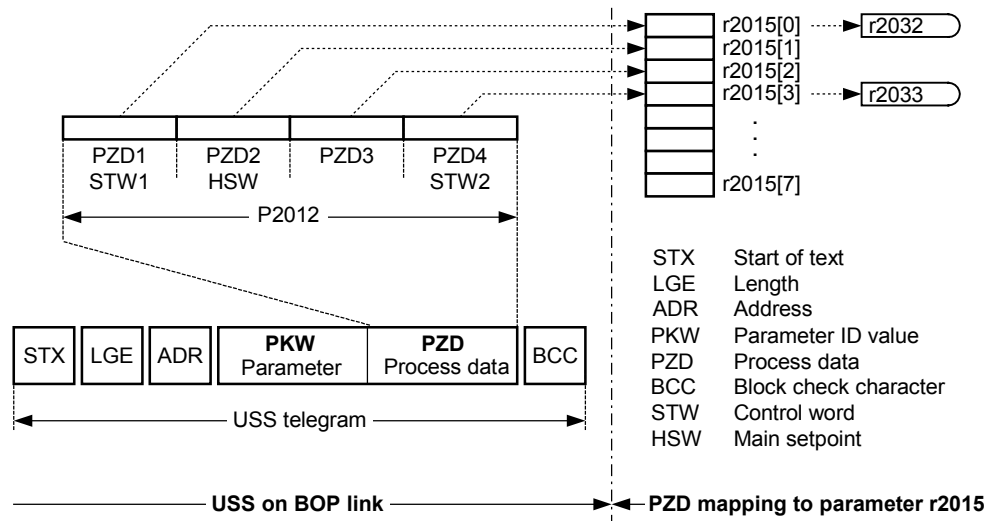 r2015[0]
r2032
r2015[1]
r2015[2]
r2015[3]
r2033
.
.
.
r2015[7]
PZD1
STW1
PZD2
HSW
PZD3
PZD4
STW2
P2012
STX Start of text
LGE Length
ADR Address
PKW Parameter ID value
PZD Process data
BCC Block check character
STW Control word
HSW Main setpoint
STX
LGE
ADR
PKW
Parameter
PZD
Process data
BCC
USS telegram
USS on BOP link
PZD mapping to parameter r2015